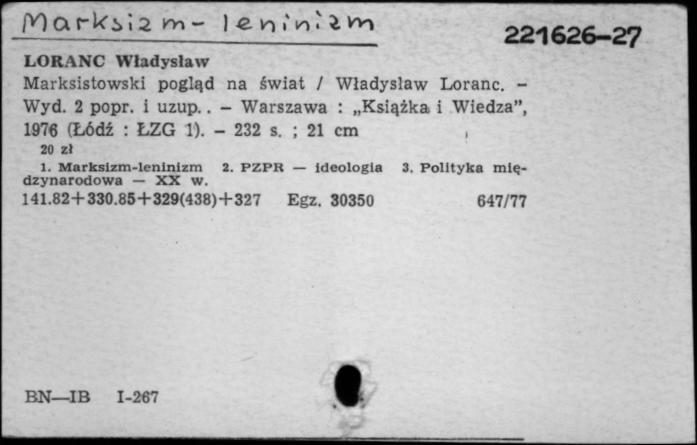 Marksizm-leninizm
221626-27
LORANC Władysław
Marksistowski pogląd na świat / Władysław Loranc. –
Wyd. 2 popr. i uzup.. – Warszawa : „Książka i Wiedza”,
1976 (Łódź : ŁZG 1). – 232 s. ; 21 cm
20 zł
1. Marksizm-leninizm 2. PZPR — ideologia 3. Polityka mię-
dzynarodowa — XX w.
141.82+330.85+329(438)+327 Egz. 30350 647/77
BN—IB I-267